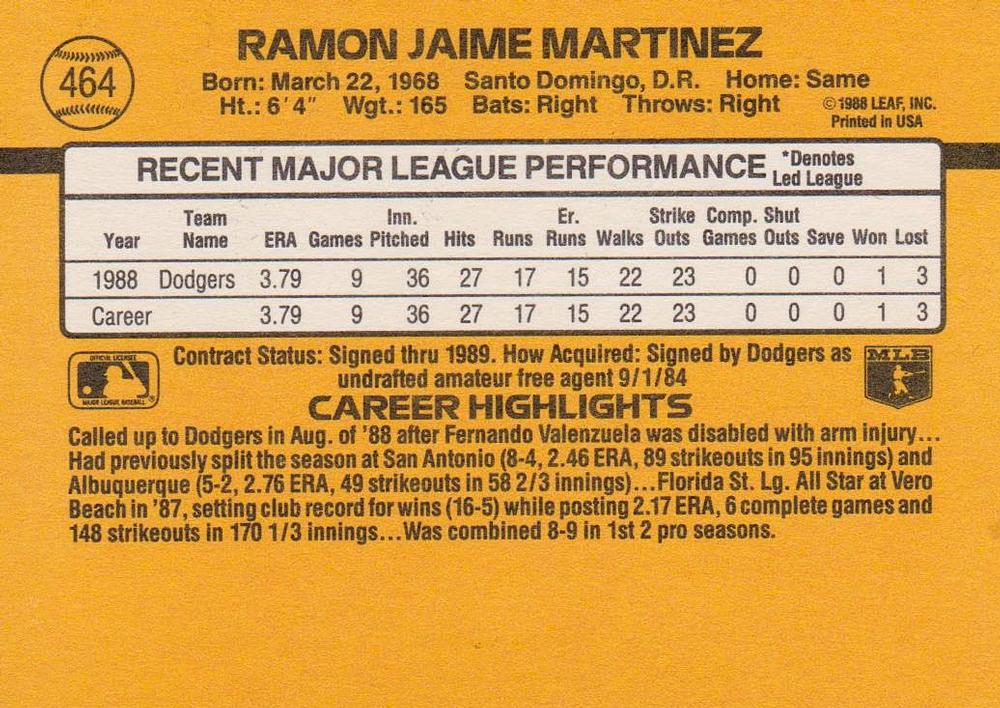 464
RAMON JAIME MARTINEZ
Born: March 22, 1968 Santo Domingo, D.R. Home: Same
Ht.: 6'4" Wgt.: 165 Bats: Right Throws: Right
©1988 LEAF, INC.
Printed in USA
RECENT MAJOR LEAGUE PERFORMANCE
*Denotes
Led League
Team Inn. Er. Strike Comp. Shut
Year Name ERA Games Pitched Hits Runs Runs Walks Outs Games Outs Save Won Lost
1988 Dodgers 3.79 9 36 27 17 15 22 23 0 0 0 1 3
Career 3.79 9 36 27 17 15 22 23 0 0 0 1 3
OFFICIAL LICENSEE
MAJOR LEAGUE BASEBALL
Contract Status: Signed thru 1989. How Acquired: Signed by Dodgers as
undrafted amateur free agent 9/1/84
MLB
CAREER HIGHLIGHTS
Called up to Dodgers in Aug. of '88 after Fernando Valenzuela was disabled with arm injury...
Had previously split the season at San Antonio (8-4, 2.46 ERA, 89 strikeouts in 95 innings) and
Albuquerque (5-2, 2.76 ERA, 49 strikeouts in 58 2/3 innings)...Florida St. Lg. All Star at Vero
Beach in '87, setting club record for wins (16-5) while posting 2.17 ERA, 6 complete games and
148 strikeouts in 170 1/3 innings...Was combined 8-9 in 1st 2 pro seasons.